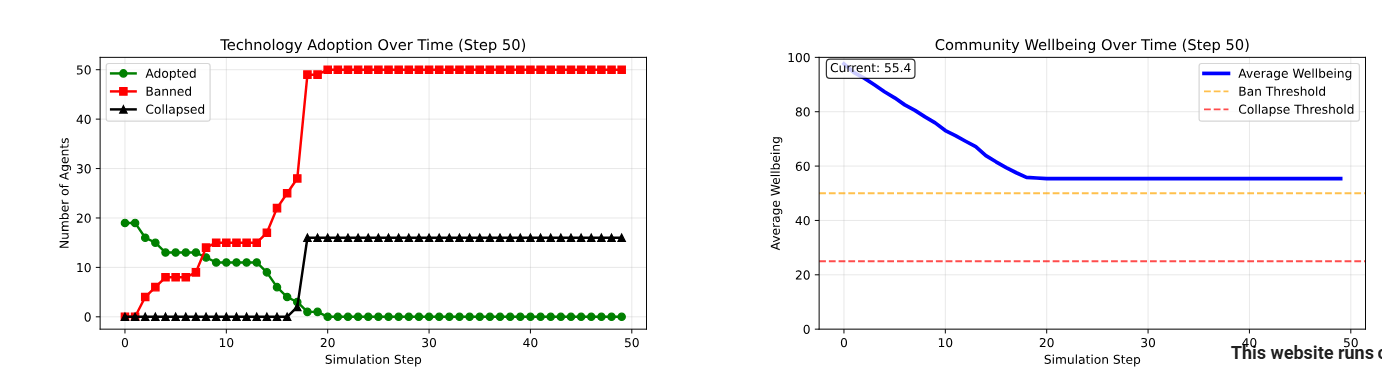 Technology Adoption Over Time (Step 50)
Adopted
Banned
Collapsed
Number of Agents
50
40
30
20
10
0
0 10 20 30 40 50
Simulation Step
Community Wellbeing Over Time (Step 50)
Current: 55.4
Average Wellbeing
Ban Threshold
Collapse Threshold
Average Wellbeing
100
80
60
40
20
0
0 10 20 30 40 50
Simulation Step
This website runs